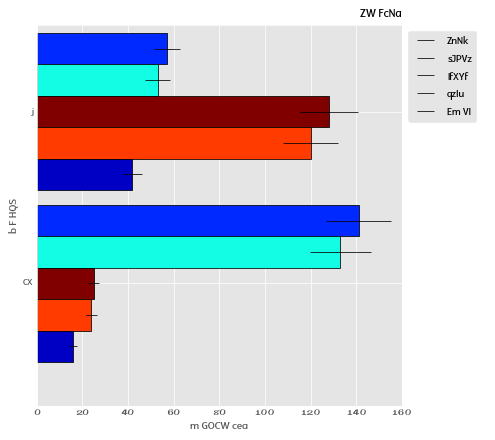 ZW FcNa
ZnNk
sJPVz
lfXYf
qzlu
Em Vl
j
CX
b F HQS
0 20 40 60 80 100 120 140 160
m GOCW cea